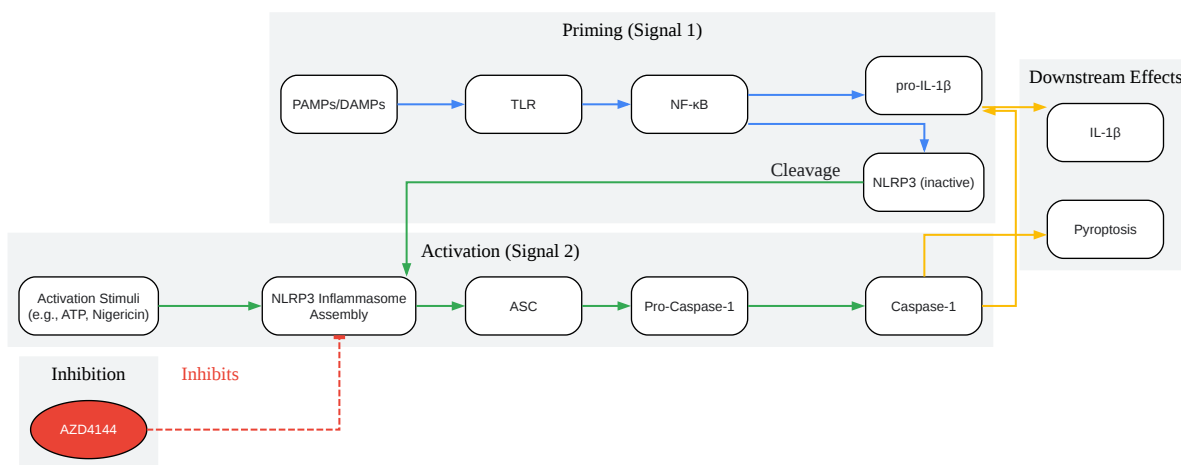 Priming (Signal 1)
PAMPs/DAMPs
TLR
NF-κB
pro-IL-1β
NLRP3 (inactive)
Cleavage
Downstream Effects
IL-1β
Pyroptosis
Activation (Signal 2)
Activation Stimuli
(e.g., ATP, Nigericin)
NLRP3 Inflammasome
Assembly
ASC
Pro-Caspase-1
Caspase-1
Inhibition
Inhibits
AZD4144